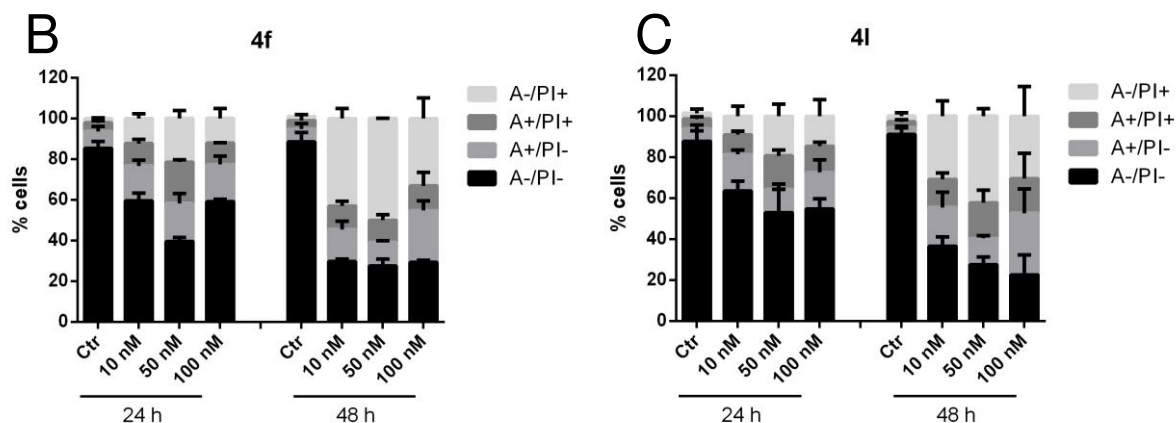 B
4f
120
100
80
60
40
20
0
% cells
Ctr
10 nM
50 nM
100 nM
Ctr
10 nM
50 nM
100 nM
24 h
48 h
A-/PI+
A+/PI+
A+/PI-
A-/PI-
C
4l
120
100
80
60
40
20
0
% cells
Ctr
10 nM
50 nM
100 nM
Ctr
10 nM
50 nM
100 nM
24 h
48 h
A-/PI+
A+/PI+
A+/PI-
A-/PI-